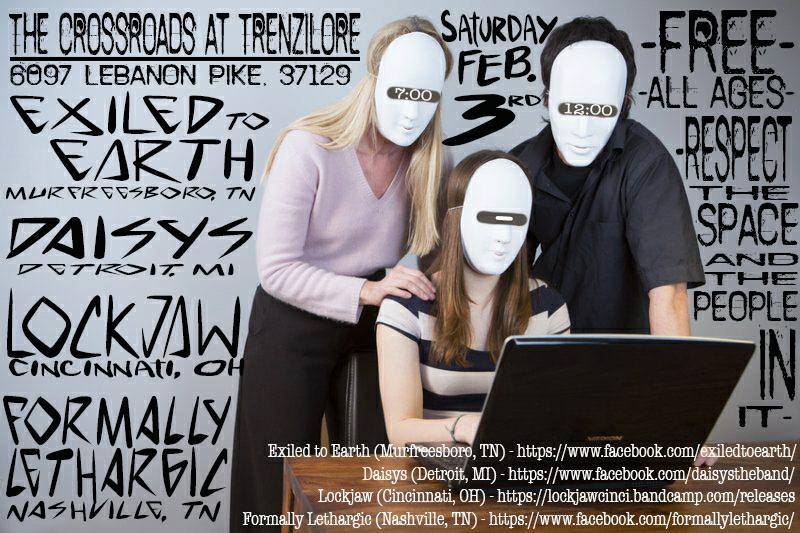 THE CROSSROADS AT TRENZILORE
6097 LEBANON PIKE. 37129
EXILED TO
EARTH
MURFREESBORO, TN
DAISYS
DETROIT, MI
LOCKJAW
CINCINNATI, OH
FORMALLY
LETHARGIC
NASHVILLE, TN
7:00
SATURDAY
FEB.
3RD
12:00
-
-FREE-
-ALL AGES-
-RESPECT
THE
SPACE
AND
THE
PEOPLE
IN
IT-
Exiled to Earth (Murfreesboro, TN) - https://www.facebook.com/exiledtoearth/
Daisys (Detroit, MI) - https://www.facebook.com/daisystheband/
Lockjaw (Cincinnati, OH) - https://lockjawcinci.bandcamp.com/releases
Formally Lethargic (Nashville, TN) - https://www.facebook.com/formallylethargic/